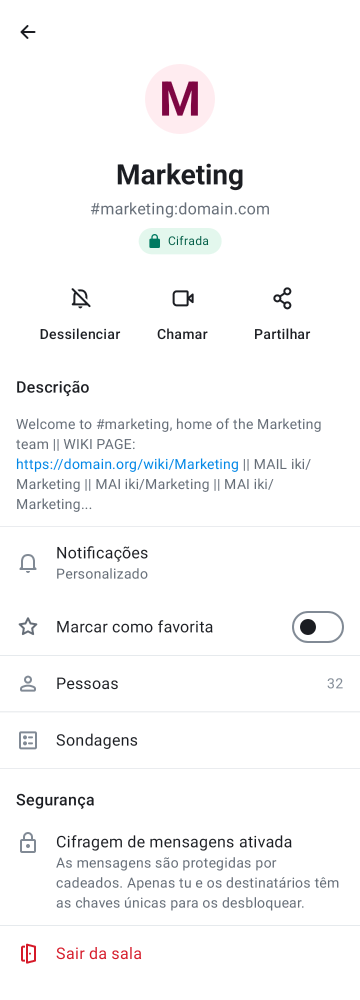 M
Marketing
#marketing:domain.com
Cifrada
Dessilenciar Chamar Partilhar
Descrição
Welcome to #marketing, home of the Marketing
team || WIKI PAGE:
https://domain.org/wiki/Marketing || MAIL iki/
Marketing || MAI iki/Marketing || MAI iki/
Marketing...
Notificações
Personalizado
Marcar como favorita
Pessoas 32
Sondagens
Segurança
Cifragem de mensagens ativada
As mensagens são protegidas por
cadeados. Apenas tu e os destinatários têm
as chaves únicas para os desbloquear.
Sair da sala